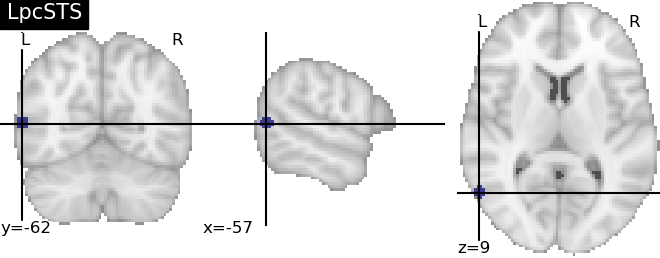 LpcSTS
L R
L R
y=-62
x=-57
z=9